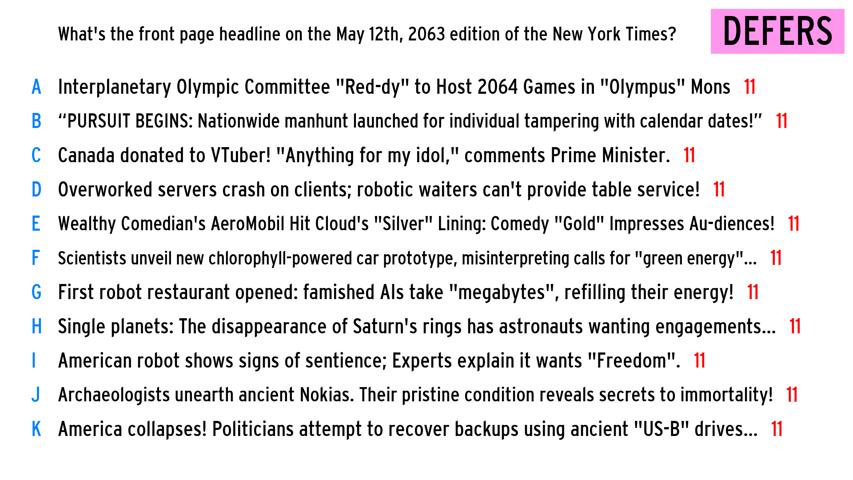 What's the front page headline on the May 12th, 2063 edition of the New York Times? DEFERS
A Interplanetary Olympic Committee "Red-dy" to Host 2064 Games in "Olympus" Mons 11
B “PURSUIT BEGINS: Nationwide manhunt launched for individual tampering with calendar dates!” 11
C Canada donated to VTuber! "Anything for my idol," comments Prime Minister. 11
D Overworked servers crash on clients; robotic waiters can't provide table service! 11
E Wealthy Comedian's AeroMobil Hit Cloud's "Silver" Lining: Comedy "Gold" Impresses Au-diences! 11
F Scientists unveil new chlorophyll-powered car prototype, misinterpreting calls for "green energy"... 11
G First robot restaurant opened: famished AIs take "megabytes", refilling their energy! 11
H Single planets: The disappearance of Saturn's rings has astronauts wanting engagements... 11
I American robot shows signs of sentience; Experts explain it wants "Freedom". 11
J Archaeologists unearth ancient Nokias. Their pristine condition reveals secrets to immortality! 11
K America collapses! Politicians attempt to recover backups using ancient "US-B" drives... 11